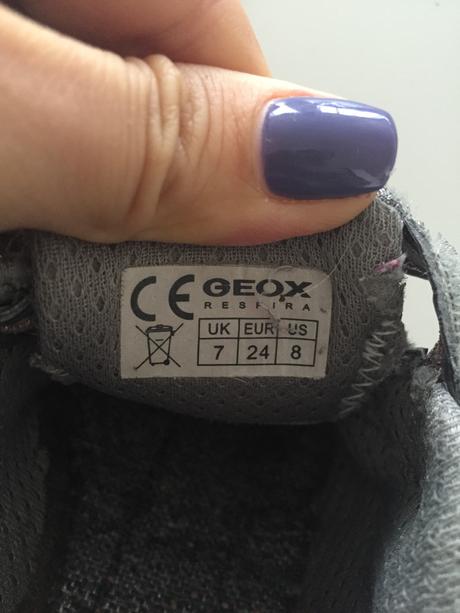 CE GEOX
RESPIRA
UK EUR US
7 24 8